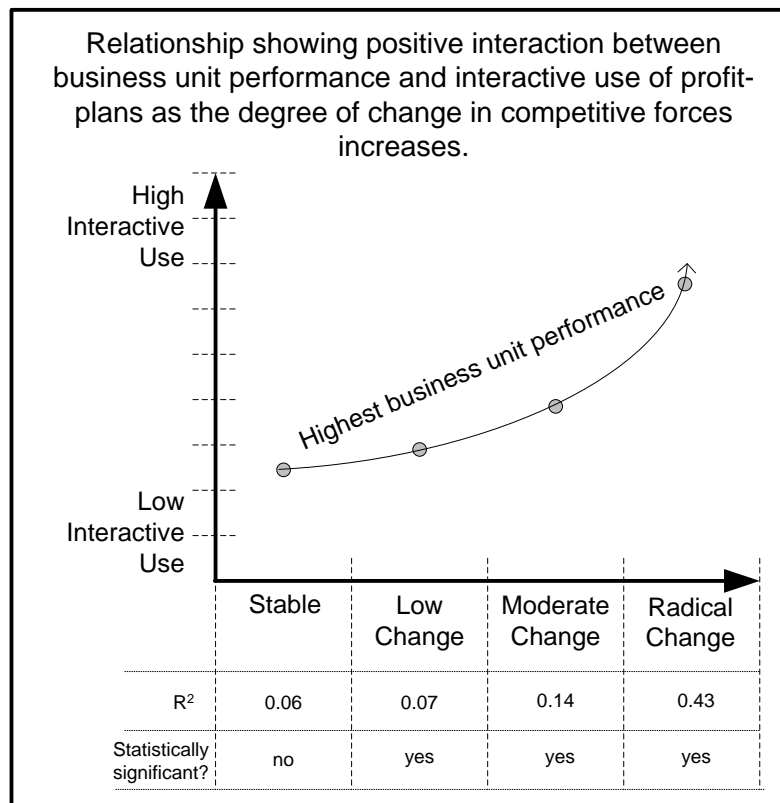 Relationship showing positive interaction between
business unit performance and interactive use of profit-
plans as the degree of change in competitive forces
increases.
High
Interactive
Use
Highest business unit performance
Low
Interactive
Use
Stable
Low
Change
Moderate
Change
Radical
Change
R²
0.06
0.07
0.14
0.43
Statistically
significant?
no
yes
yes
yes